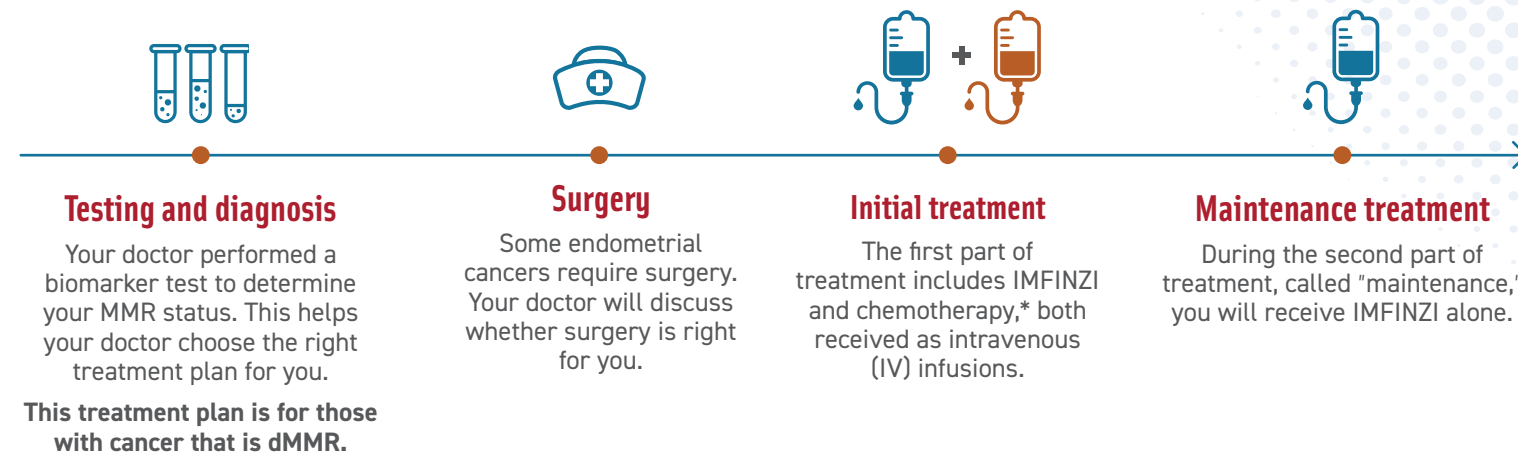 Testing and diagnosis
Your doctor performed a
biomarker test to determine
your MMR status. This helps
your doctor choose the right
treatment plan for you.
This treatment plan is for those
with cancer that is dMMR.
Surgery
Some endometrial
cancers require surgery.
Your doctor will discuss
whether surgery is right
for you.
Initial treatment
The first part of
treatment includes IMFINZI
and chemotherapy,* both
received as intravenous
(IV) infusions.
Maintenance treatment
During the second part of
treatment, called "maintenance,"
you will receive IMFINZI alone.